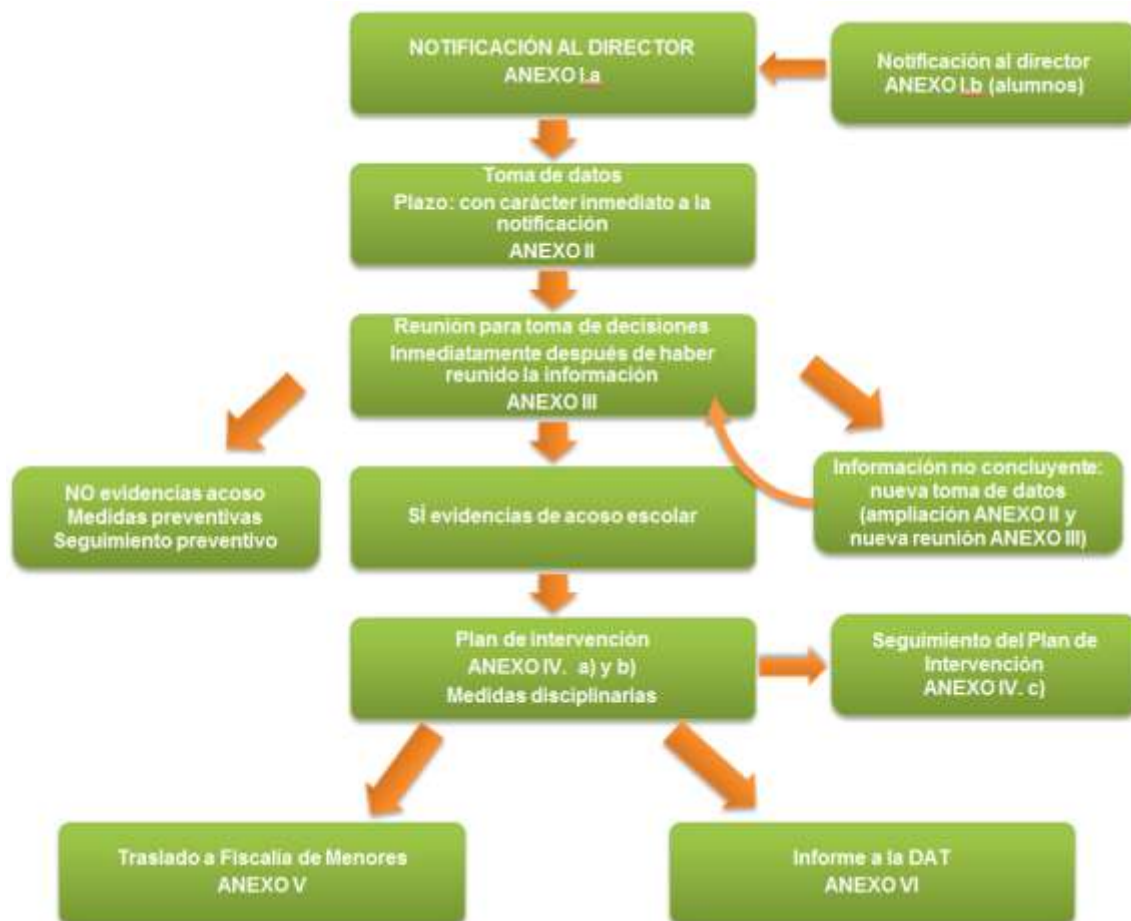 NOTIFICACIÓN AL DIRECTOR
ANEXO I.a
Notificación al director
ANEXO I.b (alumnos)
Toma de datos
Plazo: con carácter inmediato a la
notificación
ANEXO II
Reunión para toma de decisiones
Inmediatamente después de haber
reunido la información
ANEXO III
NO evidencias acoso
Medidas preventivas
Seguimiento preventivo
SÍ evidencias de acoso escolar
Información no concluyente:
nueva toma de datos
(ampliación ANEXO II y
nueva reunión ANEXO III)
Plan de intervención
ANEXO IV. a) y b)
Medidas disciplinarias
Seguimiento del Plan de
Intervención
ANEXO IV. c)
Traslado a Fiscalía de Menores
ANEXO V
Informe a la DAT
ANEXO VI